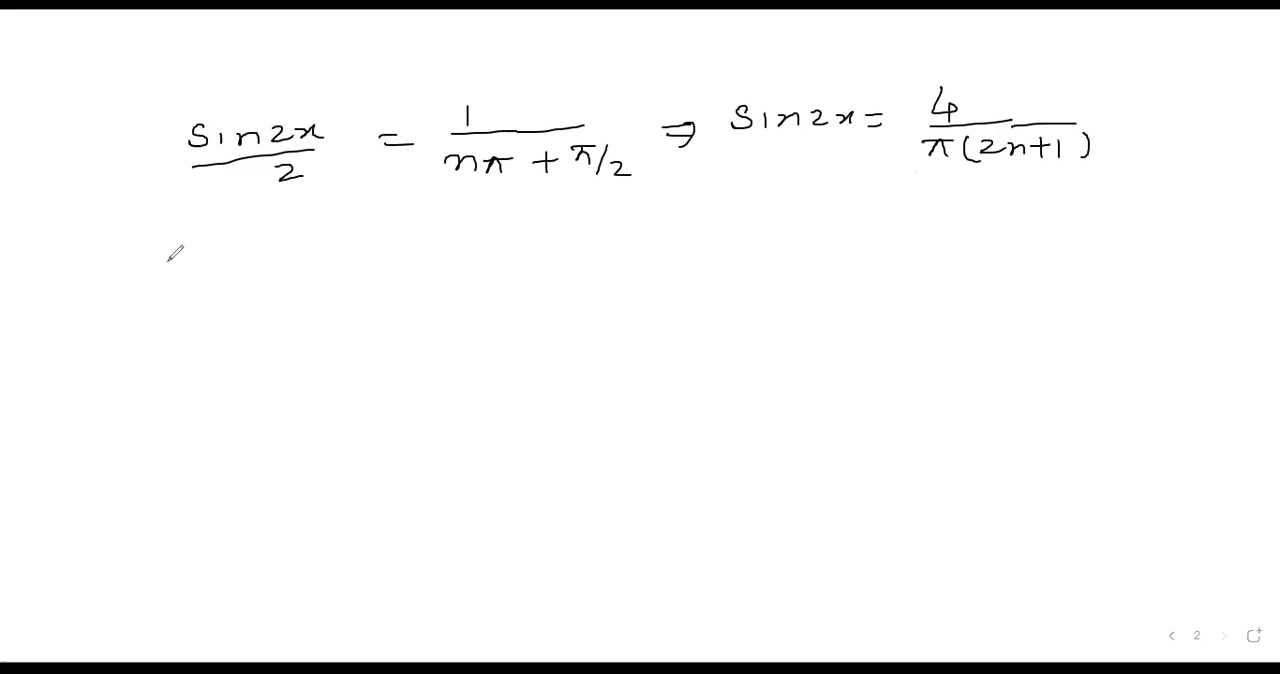 sin2x/2 = 1/(nπ + π/2) ⇒ sin2x = 4/(π(2n+1))
2